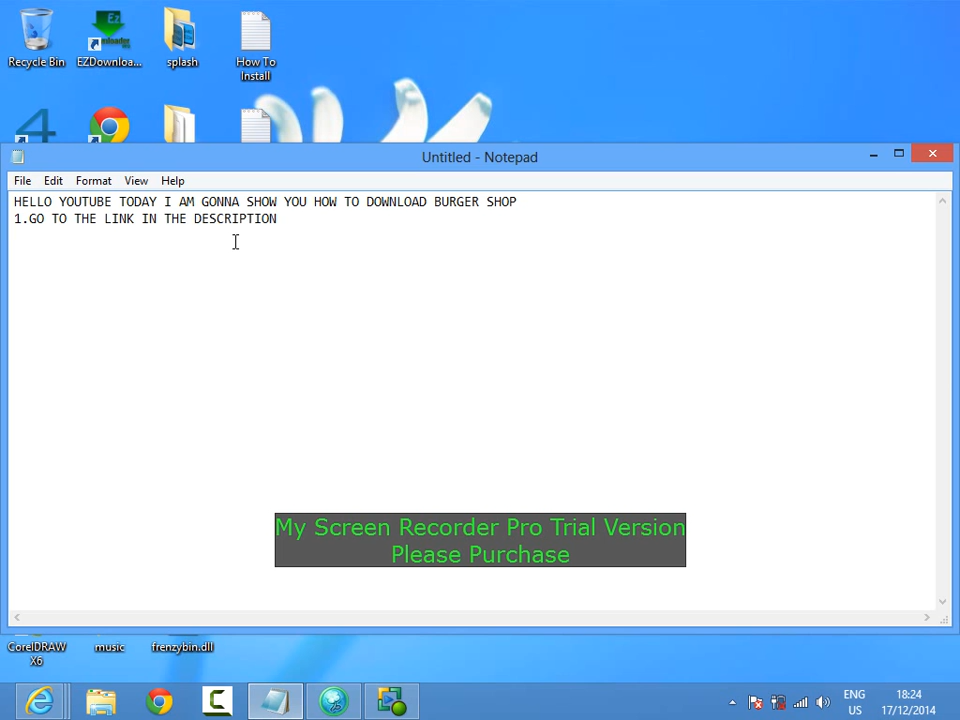 Recycle Bin
EZDownloa...
splash
How To
Install
Untitled - Notepad
File Edit Format View Help
HELLO YOUTUBE TODAY I AM GONNA SHOW YOU HOW TO DOWNLOAD BURGER SHOP
1.GO TO THE LINK IN THE DESCRIPTION
My Screen Recorder Pro Trial Version
Please Purchase
CorelDRAW
X6
music
frenzybin.dll
ENG
US
18:24
17/12/2014